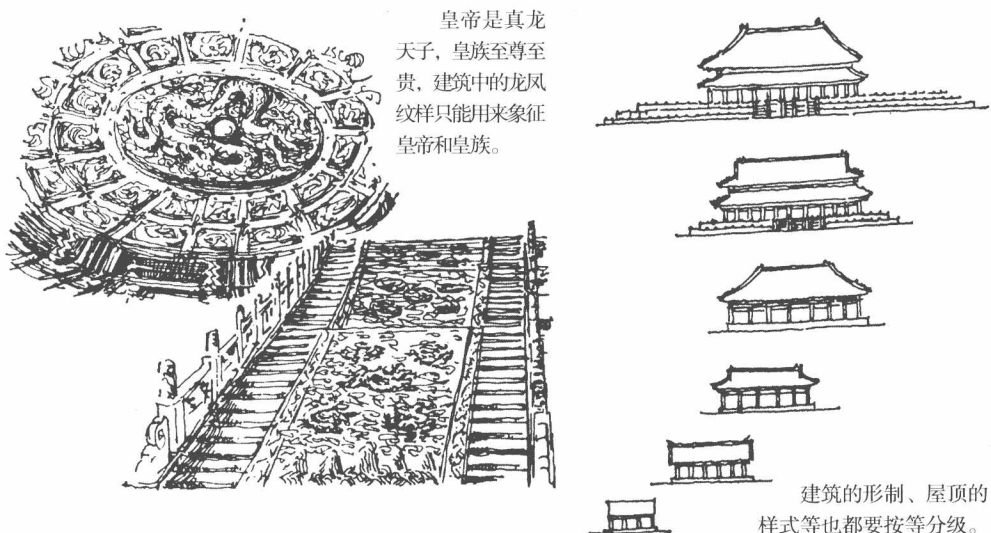 皇帝是真龙
天子，皇族至尊至
贵，建筑中的龙凤
纹样只能用来象征
皇帝和皇族。
建筑的形制、屋顶的
样式等也都要按等分级。